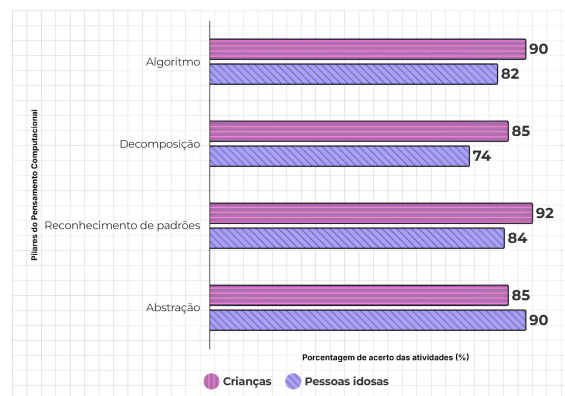 Pilares do Pensamento Computacional
Algoritmo
90
82
Decomposição
85
74
Reconhecimento de padrões
92
84
Abstração
85
90
Porcentagem de acerto das atividades (%)
Crianças
Pessoas idosas